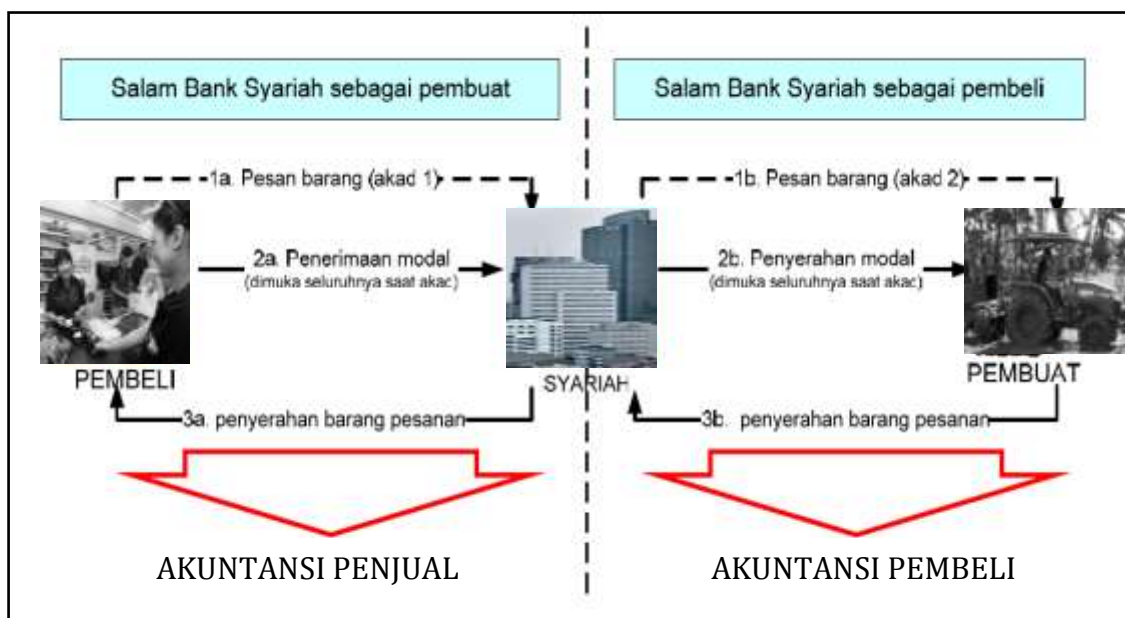 Salam Bank Syariah sebagai pembuat
Salam Bank Syariah sebagai pembeli
1a. Pesan barang (akad 1)
1b. Pesan barang (akad 2)
2a. Penerimaan modal
(dimuka seluruhnya saat akac)
2b. Penyerahan modal
(dimuka seluruhnya saat akac)
PEMBELI
SYARIAH
PEMBUAT
3a. penyerahan barang pesanan
3b. penyerahan barang pesanan
AKUNTANSI PENJUAL
AKUNTANSI PEMBELI